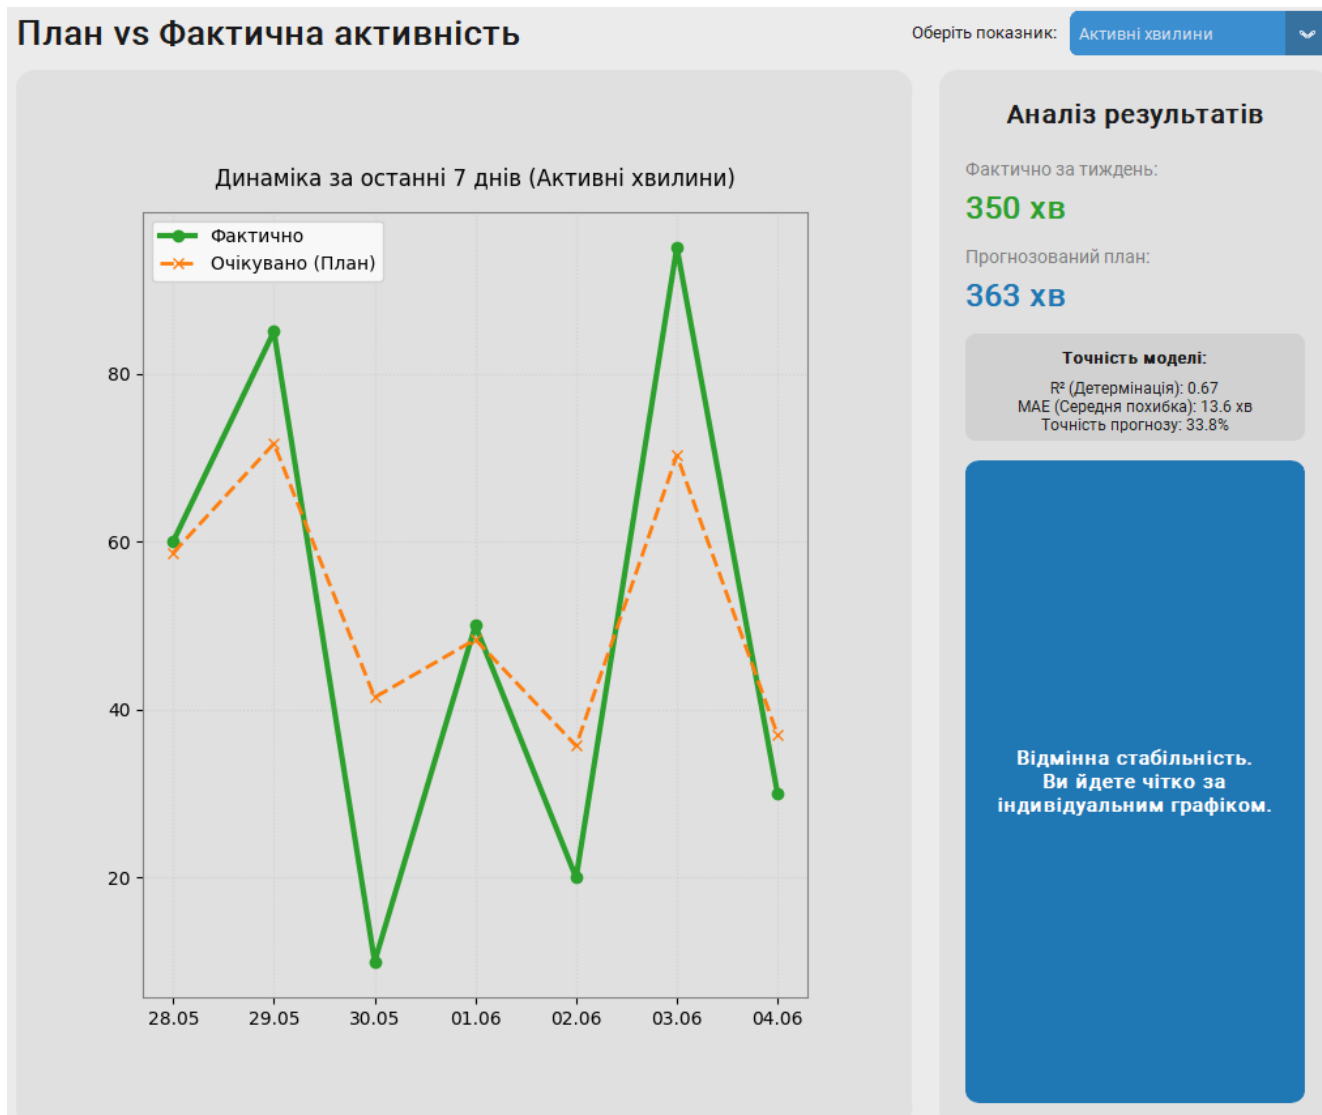 План vs Фактична активність
Оберіть показник:
Активні хвилини
Динаміка за останні 7 днів (Активні хвилини)
Фактично
Очікувано (План)
80
60
40
20
28.05
29.05
30.05
01.06
02.06
03.06
04.06
Аналіз результатів
Фактично за тиждень:
350 хв
Прогнозований план:
363 хв
Точність моделі:
R² (Детермінація): 0.67
MAE (Середня похибка): 13.6 хв
Точність прогнозу: 33.8%
Відмінна стабільність.
Ви йдете чітко за
індивідуальним графіком.